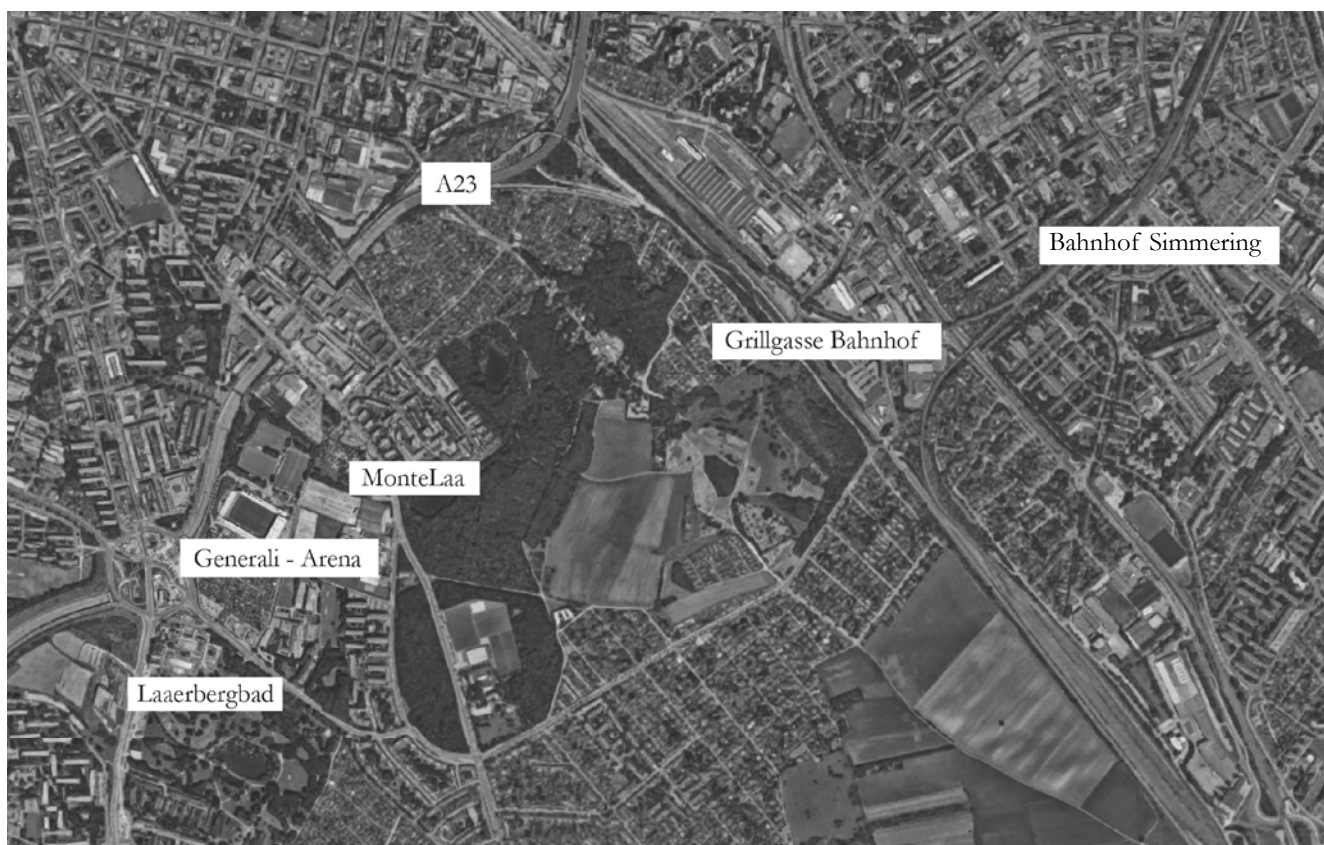 A23
Bahnhof Simmering
Grillgasse Bahnhof
MonteLaa
Generali - Arena
Laaerbergbad